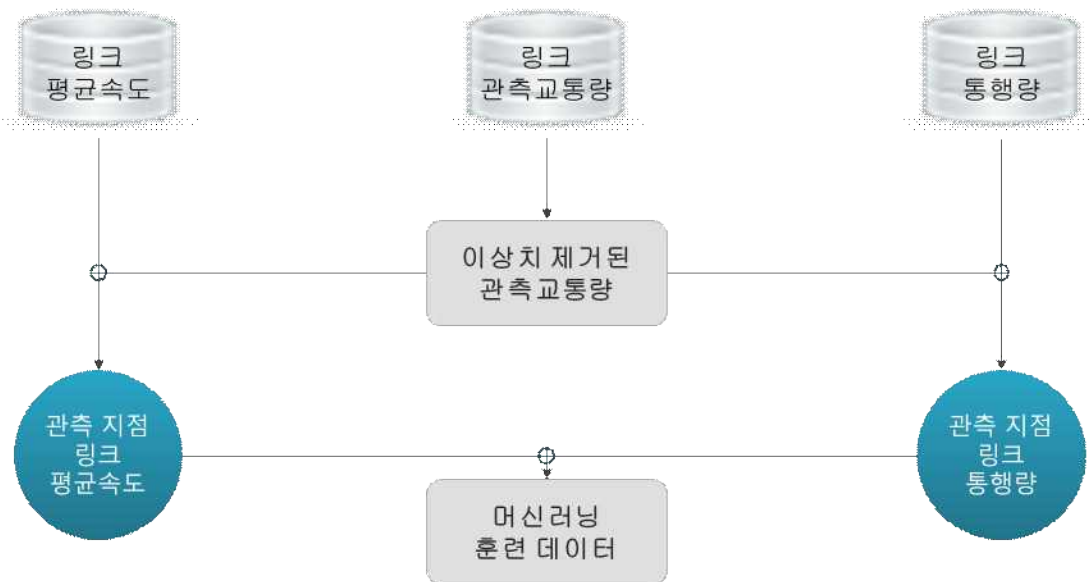 링크
평균속도
링크
관측교통량
링크
통행량
이상치 제거된
관측교통량
관측 지점
링크
평균속도
관측 지점
링크
통행량
머신러닝
훈련 데이터